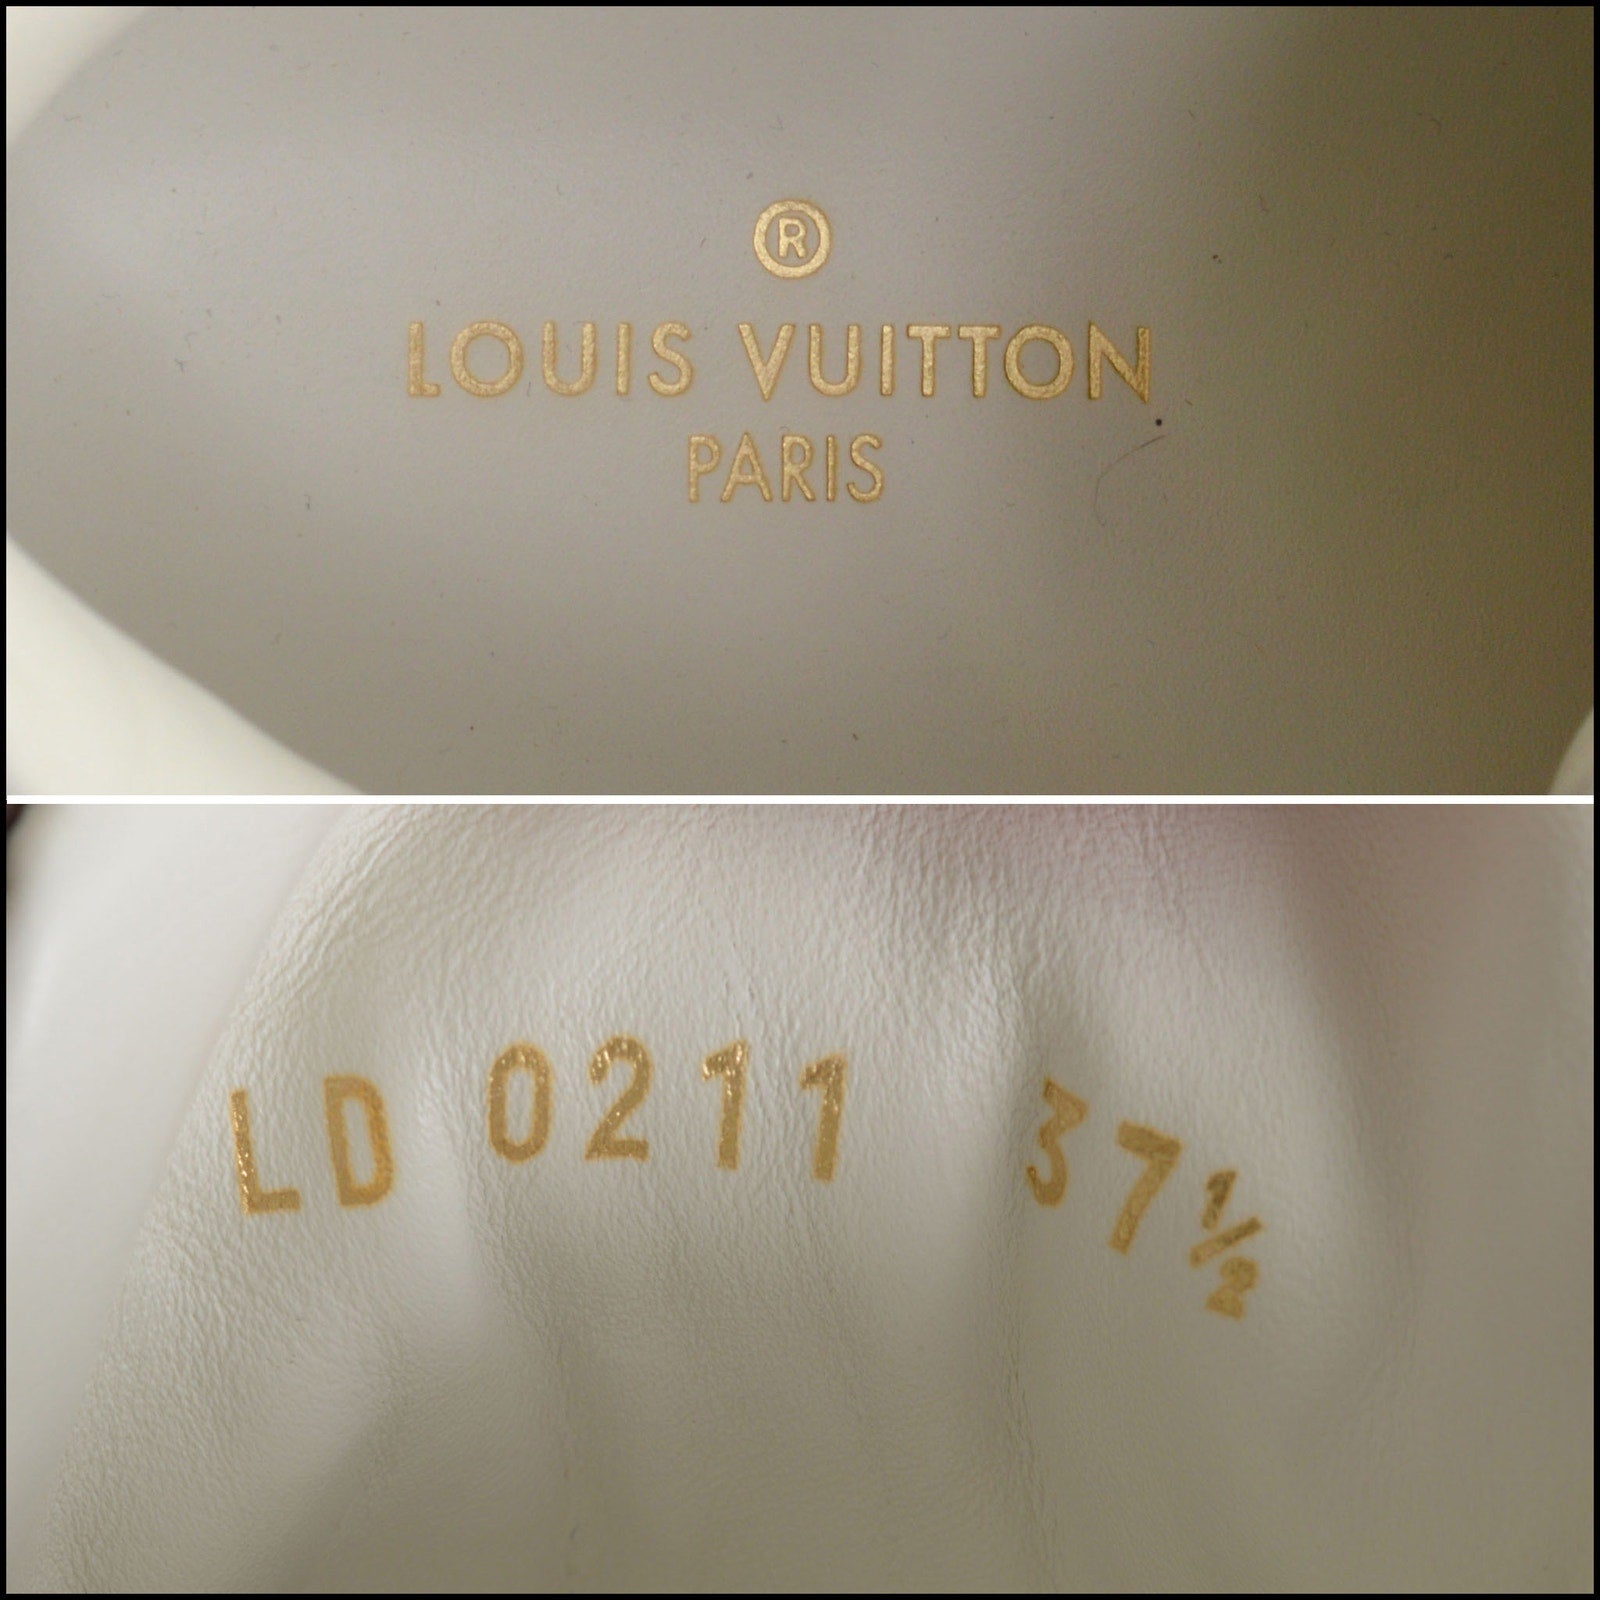 ®
LOUIS VUITTON
PARIS
LD 0211 37½